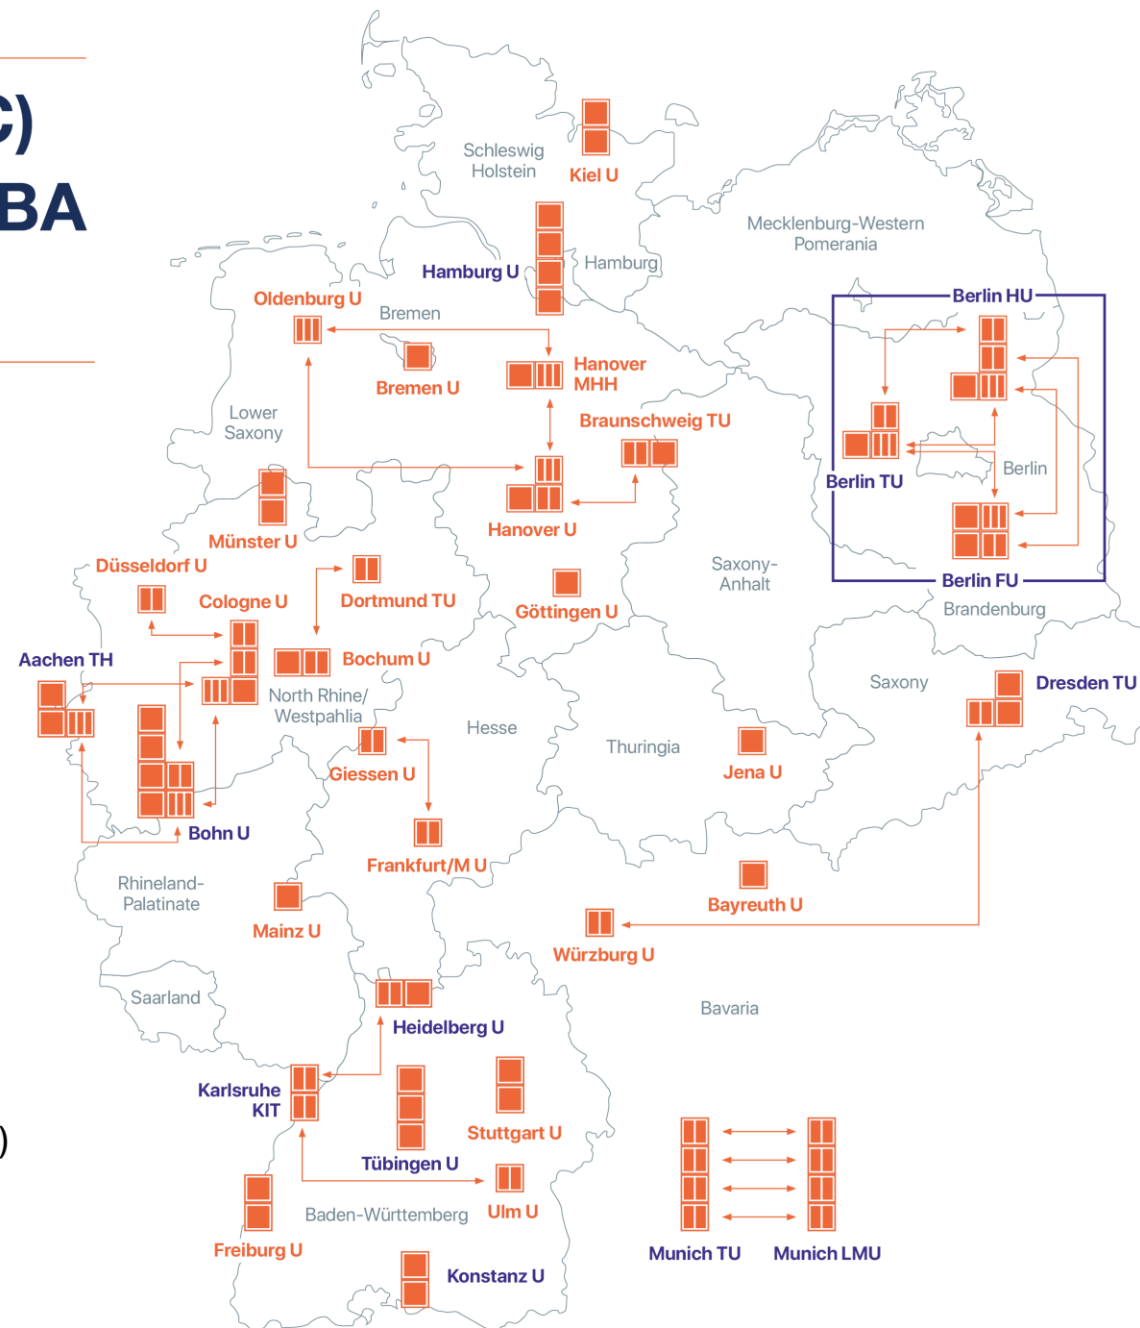 C)
BA
)
Schleswig
Holstein
Kiel U
Mecklenburg-Western
Pomerania
Hamburg U
Hamburg
Berlin HU
Oldenburg U
Bremen
Bremen U
Hanover
MHH
Braunschweig TU
Lower
Saxony
Berlin
Berlin TU
Hanover U
Münster U
Düsseldorf U
Cologne U
Dortmund TU
Saxony-
Anhalt
Göttingen U
Berlin FU
Brandenburg
Aachen TH
Bochum U
North Rhine/
Westpahlia
Saxony
Dresden TU
Hesse
Thuringia
Giessen U
Jena U
Bohn U
Frankfurt/M U
Rhineland-
Palatinate
Bayreuth U
Mainz U
Würzburg U
Saarland
Bavaria
Heidelberg U
Karlsruhe
KIT
Stuttgart U
Tübingen U
Ulm U
Baden-Württemberg
Freiburg U
Munich TU
Munich LMU
Konstanz U